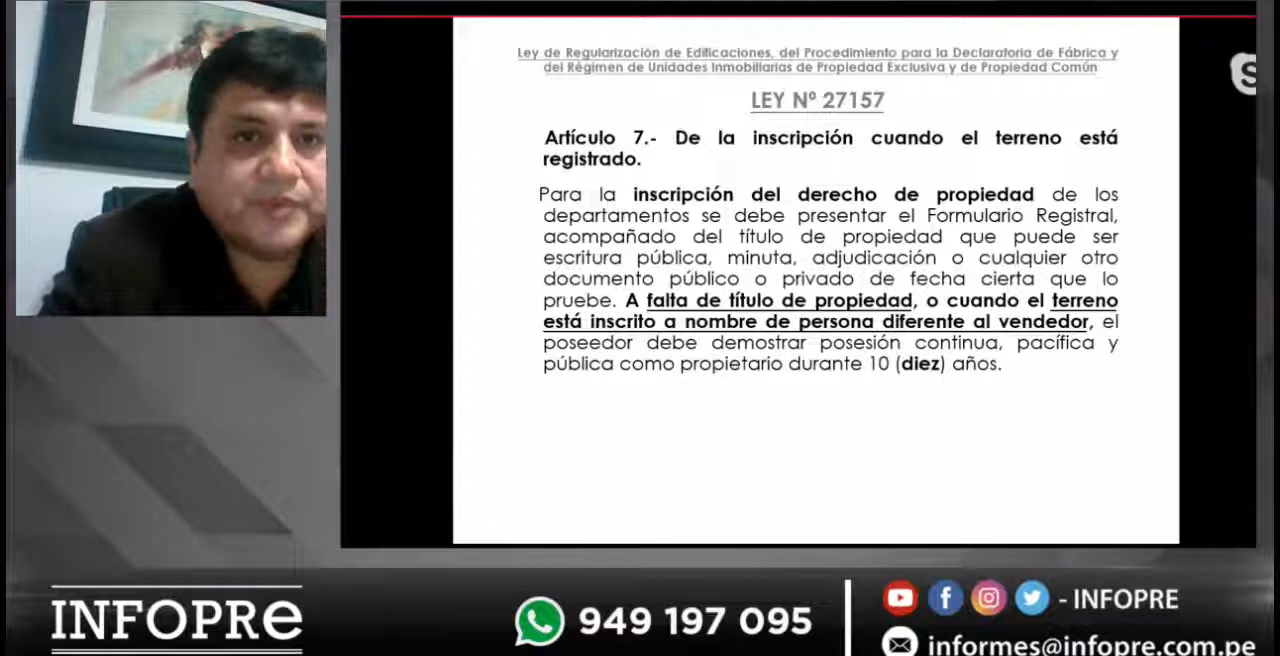 Ley de Regularización de Edificaciones, del Procedimiento para la Declaratoria de Fábrica y
del Régimen de Unidades Inmobiliarias de Propiedad Exclusiva y de Propiedad Común
LEY Nº 27157
Artículo 7.- De la inscripción cuando el terreno está
registrado.
Para la inscripción del derecho de propiedad de los
departamentos se debe presentar el Formulario Registral,
acompañado del título de propiedad que puede ser
escritura pública, minuta, adjudicación o cualquier otro
documento público o privado de fecha cierta que lo
pruebe. A falta de título de propiedad, o cuando el terreno
está inscrito a nombre de persona diferente al vendedor, el
poseedor debe demostrar posesión continua, pacífica y
pública como propietario durante 10 (diez) años.
INFOPRe
949 197 095
- INFOPRE
informes@infopre.com.pe